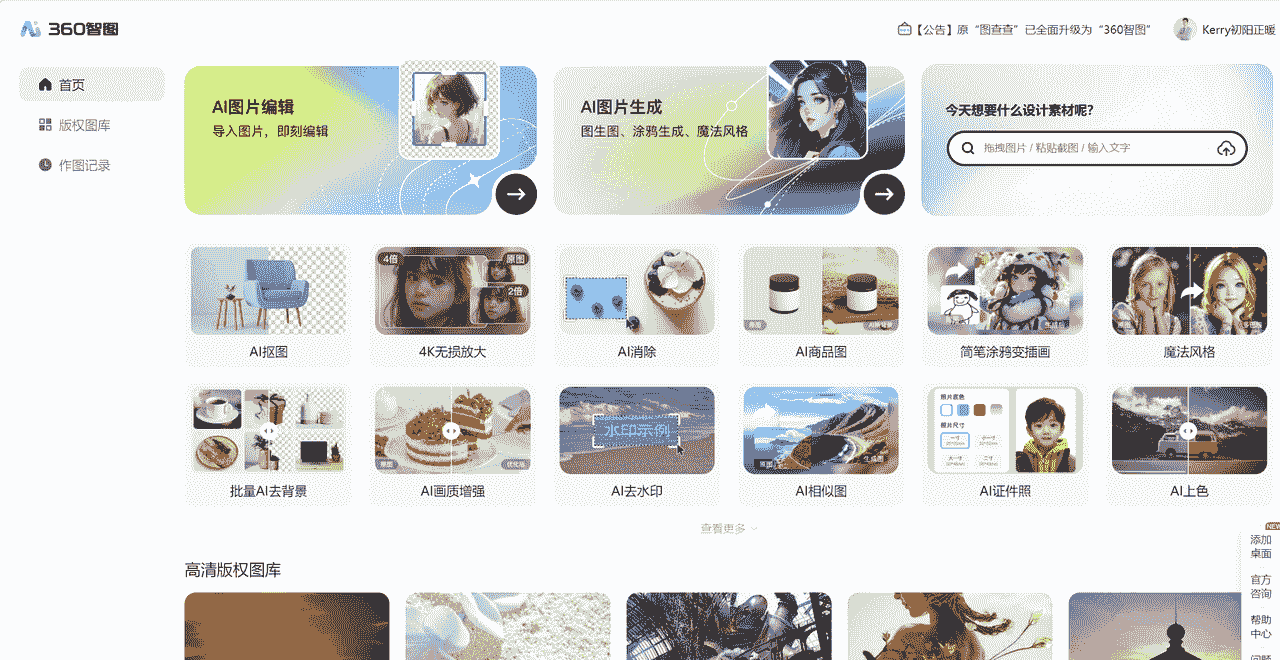 360智图
【公告】原“图查查”已全面升级为“360智图”
Kerry初阳正暖
首页
版权图库
作图记录
AI图片编辑
导入图片，即刻编辑
AI图片生成
图生图、涂鸦生成、魔法风格
今天想要什么设计素材呢?
拖拽图片 / 粘贴截图 / 输入文字
4倍
原图
2倍
AI抠图
4K无损放大
AI消除
AI商品图
简笔涂鸦变插画
魔法风格
水印示例
照片底色
照片尺寸
批量AI去背景
AI画质增强
AI去水印
AI相似图
AI证件照
AI上色
查看更多
高清版权图库
NEW
添加
桌面
官方
咨询
帮助
中心